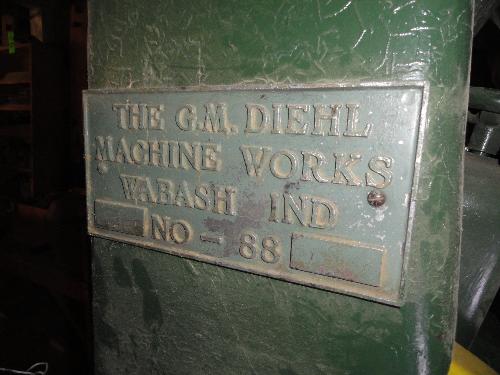 THE G.M. DIEHL
MACHINE WORKS
WABASH IND
NO - 88